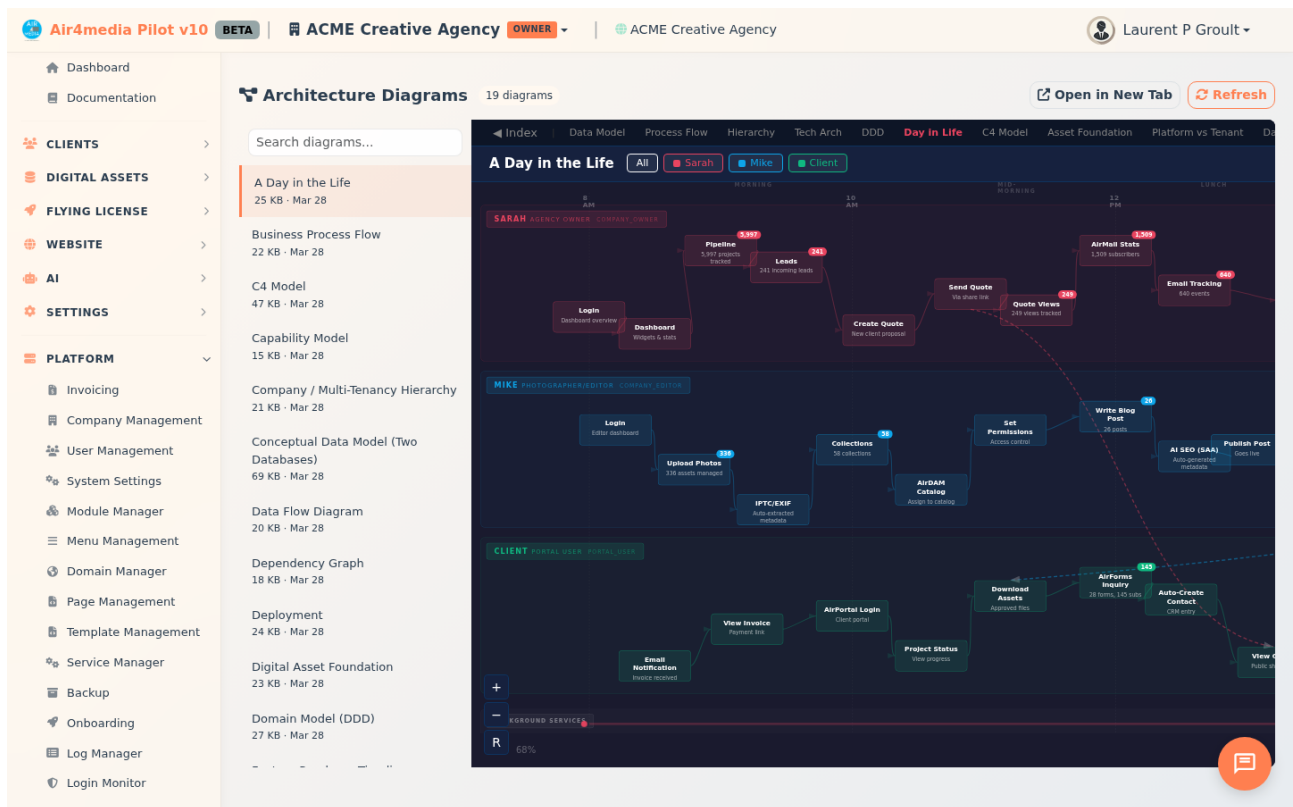 Air4media Pilot v10 BETA
ACME Creative Agency OWNER
ACME Creative Agency
Laurent P Groult
Dashboard
Documentation
CLIENTS
DIGITAL ASSETS
FLYING LICENSE
WEBSITE
AI
SETTINGS
PLATFORM
Invoicing
Company Management
User Management
System Settings
Module Manager
Menu Management
Domain Manager
Page Management
Template Management
Service Manager
Backup
Onboarding
Log Manager
Login Monitor
Architecture Diagrams 19 diagrams
Open in New Tab
Refresh
Search diagrams...
A Day in the Life
25 KB · Mar 28
Business Process Flow
22 KB · Mar 28
C4 Model
47 KB · Mar 28
Capability Model
15 KB · Mar 28
Company / Multi-Tenancy Hierarchy
21 KB · Mar 28
Conceptual Data Model (Two
Databases)
69 KB · Mar 28
Data Flow Diagram
20 KB · Mar 28
Dependency Graph
18 KB · Mar 28
Deployment
24 KB · Mar 28
Digital Asset Foundation
23 KB · Mar 28
Domain Model (DDD)
27 KB · Mar 28
◀ Index Data Model Process Flow Hierarchy Tech Arch DDD Day in Life C4 Model Asset Foundation Platform vs Tenant Da
A Day in the Life All Sarah Mike Client
MORNING
MID-
MORNING
LUNCH
8
AM
10
AM
12
PM
SARAH AGENCY OWNER COMPANY_OWNER
Login
Dashboard overview
Dashboard
Widgets & stats
5,997
Pipeline
5,997 projects
tracked
241
Leads
241 incoming leads
Create Quote
New client proposal
Send Quote
Via share link
249
Quote Views
249 views tracked
1,509
AirMail Stats
1,509 subscribers
640
Email Tracking
640 events
MIKE PHOTOGRAPHER/EDITOR COMPANY_EDITOR
Login
Editor dashboard
336
Upload Photos
336 assets managed
IPTC/EXIF
Auto-extracted
metadata
58
Collections
58 collections
AirDAM
Catalog
Assign to catalog
Set
Permissions
Access control
26
Write Blog
Post
26 posts
AI SEO (SAA)
Auto-generated
metadata
Publish Post
Goes live
CLIENT PORTAL USER PORTAL_USER
Email
Notification
Invoice received
View Invoice
Payment link
AirPortal Login
Client portal
Project Status
View progress
Download
Assets
Approved files
145
AirForms
Inquiry
28 forms, 145 subs
Auto-Create
Contact
CRM entry
View
Public
KGROUND SERVICES
+
−
R
68%